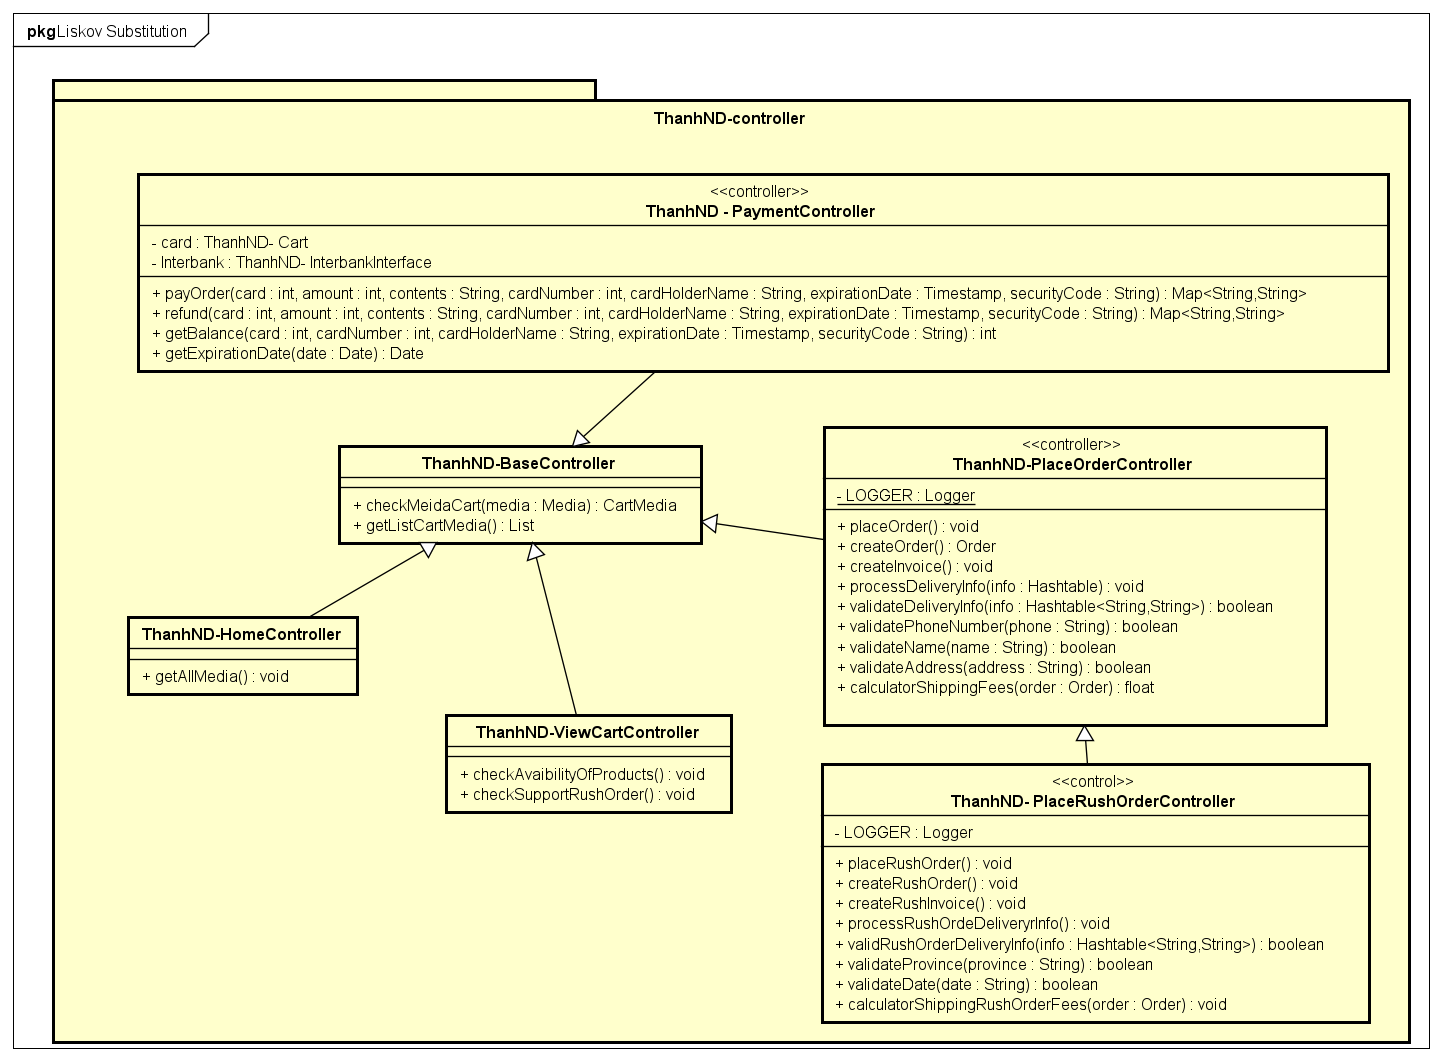 pkg Liskov Substitution
ThanhND-controller
<<controller>>
ThanhND - PaymentController
- card : ThanhND- Cart
- Interbank : ThanhND- InterbankInterface
+ payOrder(card : int, amount : int, contents : String, cardNumber : int, cardHolderName : String, expirationDate : Timestamp, securityCode : String) : Map<String,String>
+ refund(card : int, amount : int, contents : String, cardNumber : int, cardHolderName : String, expirationDate : Timestamp, securityCode : String) : Map<String,String>
+ getBalance(card : int, cardNumber : int, cardHolderName : String, expirationDate : Timestamp, securityCode : String) : int
+ getExpirationDate(date : Date) : Date
ThanhND-BaseController
+ checkMeidaCart(media : Media) : CartMedia
+ getListCartMedia() : List
<<controller>>
ThanhND-PlaceOrderController
- LOGGER : Logger
+ placeOrder() : void
+ createOrder() : Order
+ createInvoice() : void
+ processDeliveryInfo(info : Hashtable) : void
+ validateDeliveryInfo(info : Hashtable<String,String>) : boolean
+ validatePhoneNumber(phone : String) : boolean
+ validateName(name : String) : boolean
+ validateAddress(address : String) : boolean
+ calculatorShippingFees(order : Order) : float
ThanhND-HomeController
+ getAllMedia() : void
ThanhND-ViewCartController
+ checkAvaibilityOfProducts() : void
+ checkSupportRushOrder() : void
<<control>>
ThanhND- PlaceRushOrderController
- LOGGER : Logger
+ placeRushOrder() : void
+ createRushOrder() : void
+ createRushInvoice() : void
+ processRushOrdeDeliveryrInfo() : void
+ validRushOrderDeliveryInfo(info : Hashtable<String,String>) : boolean
+ validateProvince(province : String) : boolean
+ validateDate(date : String) : boolean
+ calculatorShippingRushOrderFees(order : Order) : void